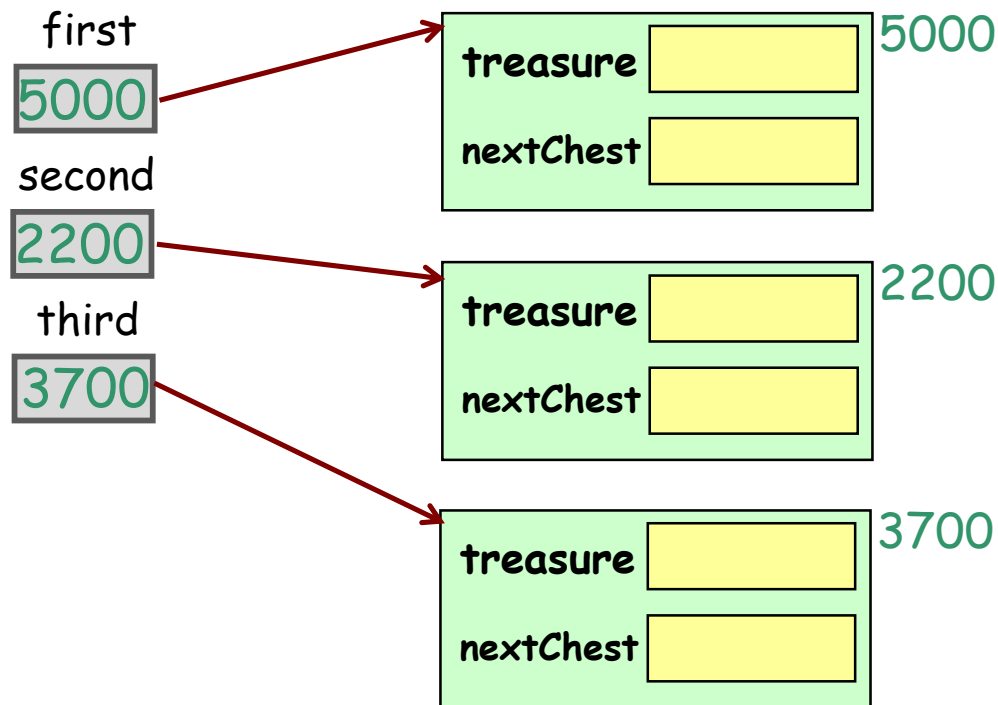 first
5000
second
2200
third
3700
treasure
nextChest
5000
treasure
nextChest
2200
treasure
nextChest
3700